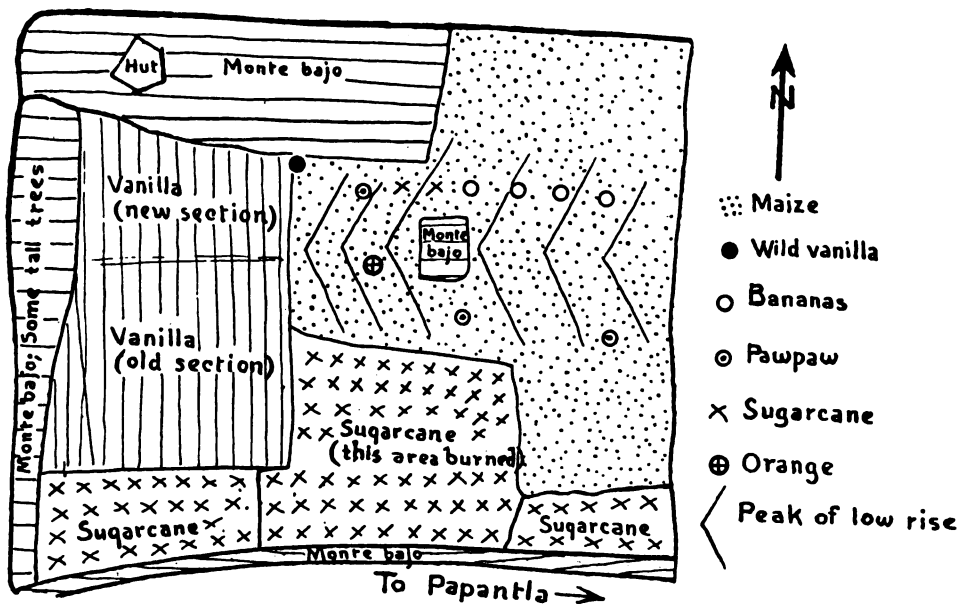 Hut
Monte bajo
N
Monte bajo; Some tall trees
Vanilla
(new section)
Monte
bajo
Vanilla
(old section)
Sugarcane
(this area burned)
Sugarcane
Sugarcane
Monte bajo
To Papantla
Maize
Wild vanilla
Bananas
Pawpaw
Sugarcane
Orange
Peak of low rise